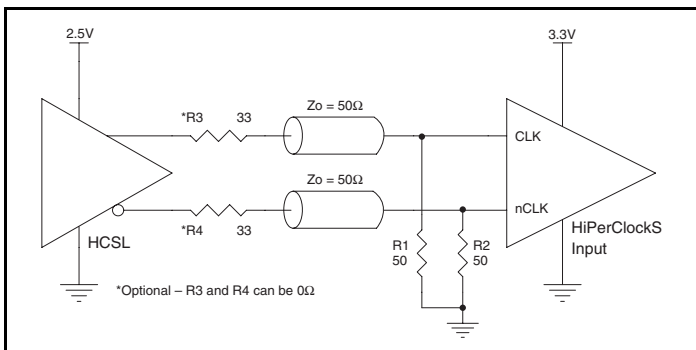 2.5V
3.3V
*R3 33
Zo = 50Ω
CLK
Zo = 50Ω
nCLK
*R4 33
HCSL
HiPerClockS
Input
R1
50
R2
50
*Optional – R3 and R4 can be 0Ω